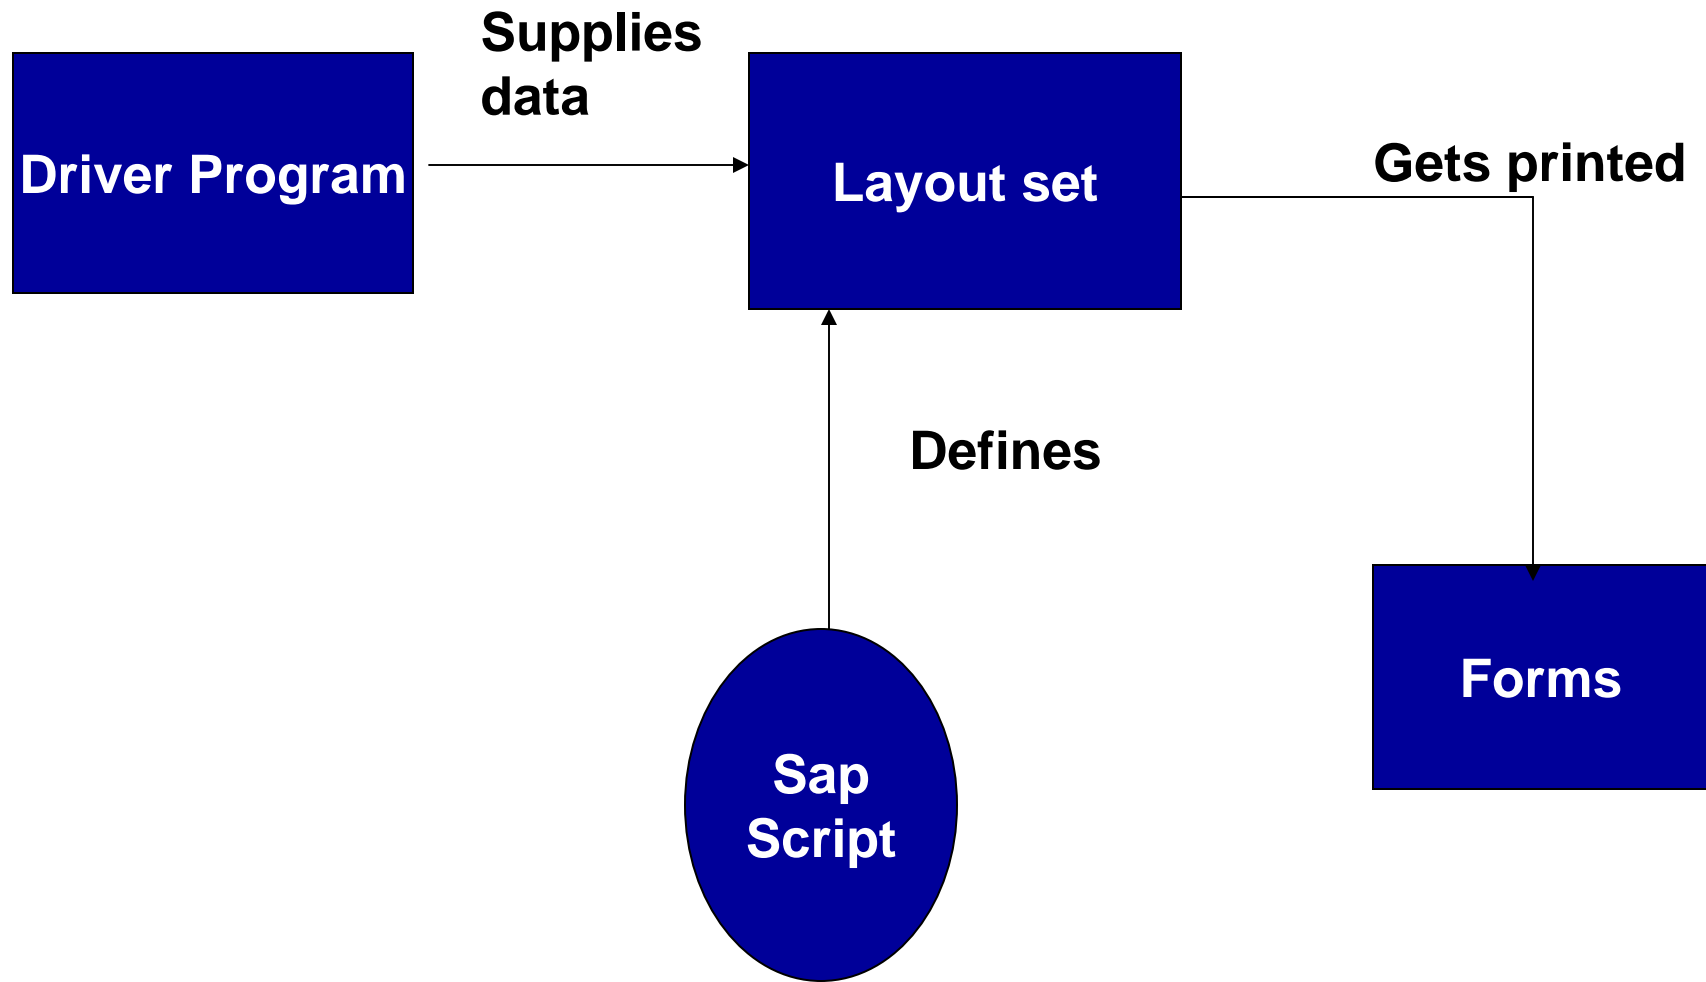 Supplies
data
Driver Program
Layout set
Gets printed
Defines
Forms
Sap
Script